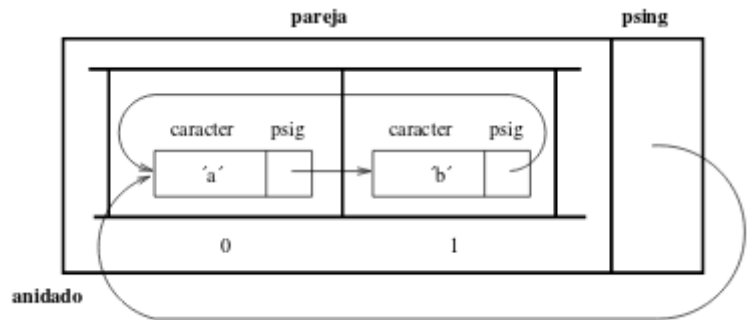 pareja psing
caracter psig caracter psig
´a´ ´b´
0 1
anidado